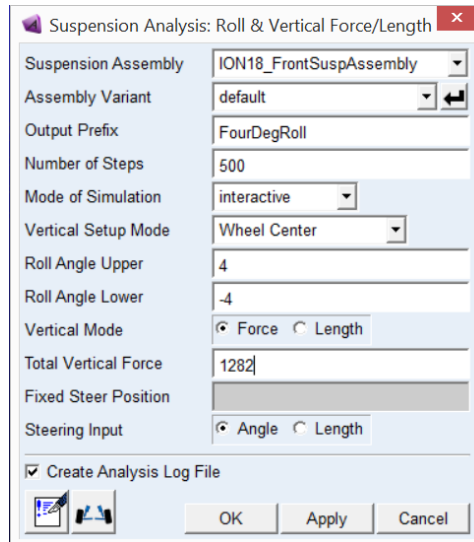 Suspension Analysis: Roll & Vertical Force/Length
Suspension Assembly ION18_FrontSuspAssembly
Assembly Variant default
Output Prefix FourDegRoll
Number of Steps 500
Mode of Simulation interactive
Vertical Setup Mode Wheel Center
Roll Angle Upper 4
Roll Angle Lower -4
Vertical Mode Force Length
Total Vertical Force 1282
Fixed Steer Position
Steering Input Angle Length
Create Analysis Log File
OK Apply Cancel